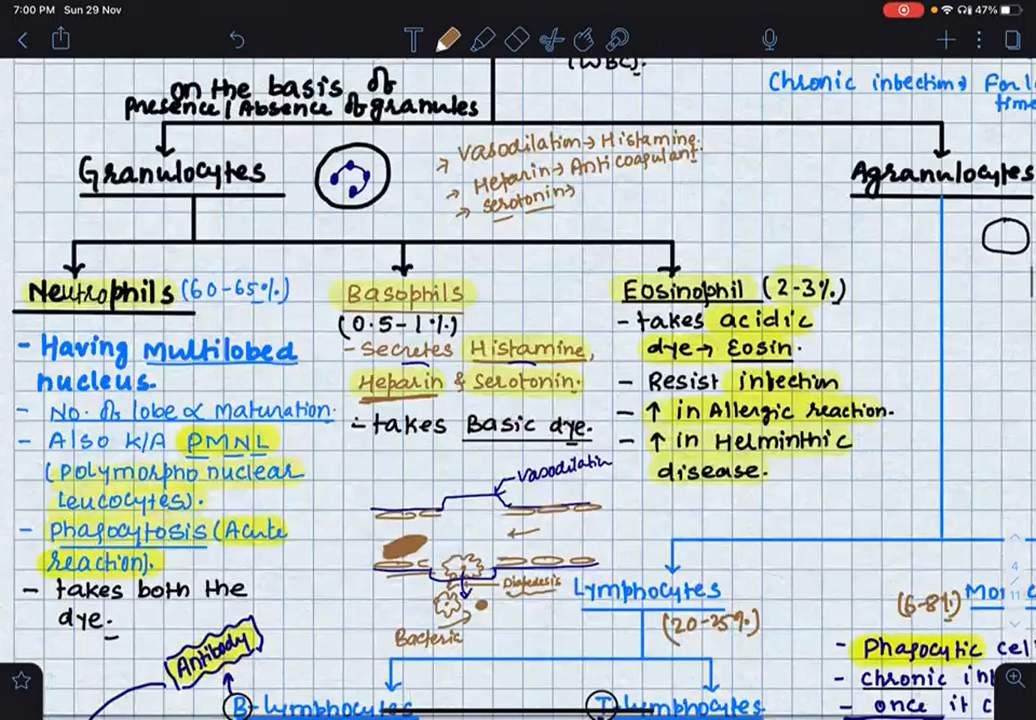 7:00 PM Sun 29 Nov
47%
(WBC).
on the basis of
Presence/Absence of granules
Chronic infection→ For l
time
→ Vasodilation→ Histamine.
→ Heparin→ Anticoagulant
→ Serotonin→
Granulocytes
Agranulocytes
Neutrophils (60-65%)
- Having Multilobed
nucleus.
- No. of lobe ∝ maturation.
- Also K/A PMNL
(Polymorpho nuclear
Leucocytes).
- Phagocytosis (Acute
reaction).
- takes both the
dye.
Basophils
(0.5-1%)
- Secretes Histamine,
Heparin & Serotonin.
- takes Basic dye.
Eosinophil (2-3%)
- takes acidic
dye→ Eosin.
- Resist infection
- ↑ in Allergic reaction.
- ↑ in Helminthic
disease.
Vasodilation
Diapedesis
Bacteria
Antibody
Lymphocytes
(20-25%)
B-lymphocytes
T-lymphocytes
(6-8%) Mon
- Phagocytic cel
- chronic in
- once it c
4
11